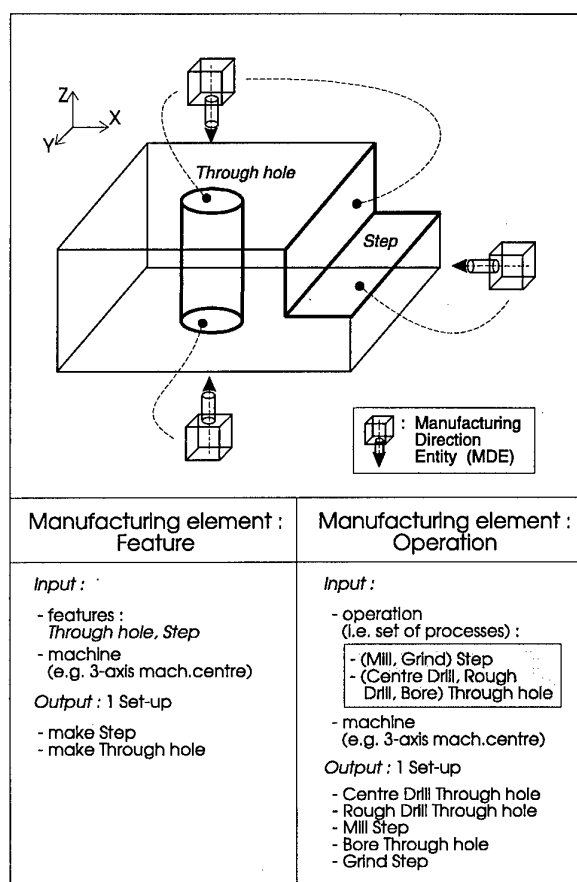 Z
X
Y
Through hole
Step
: Manufacturing
Direction
Entity (MDE)
Manufacturing element :
Feature
Input :
- features :
Through hole, Step
- machine
(e.g. 3-axis mach.centre)
Output : 1 Set-up
- make Step
- make Through hole
Manufacturing element :
Operation
Input :
- operation
(i.e. set of processes) :
- (Mill, Grind) Step
- (Centre Drill, Rough
Drill, Bore) Through hole
- machine
(e.g. 3-axis mach.centre)
Output : 1 Set-up
- Centre Drill Through hole
- Rough Drill Through hole
- Mill Step
- Bore Through hole
- Grind Step